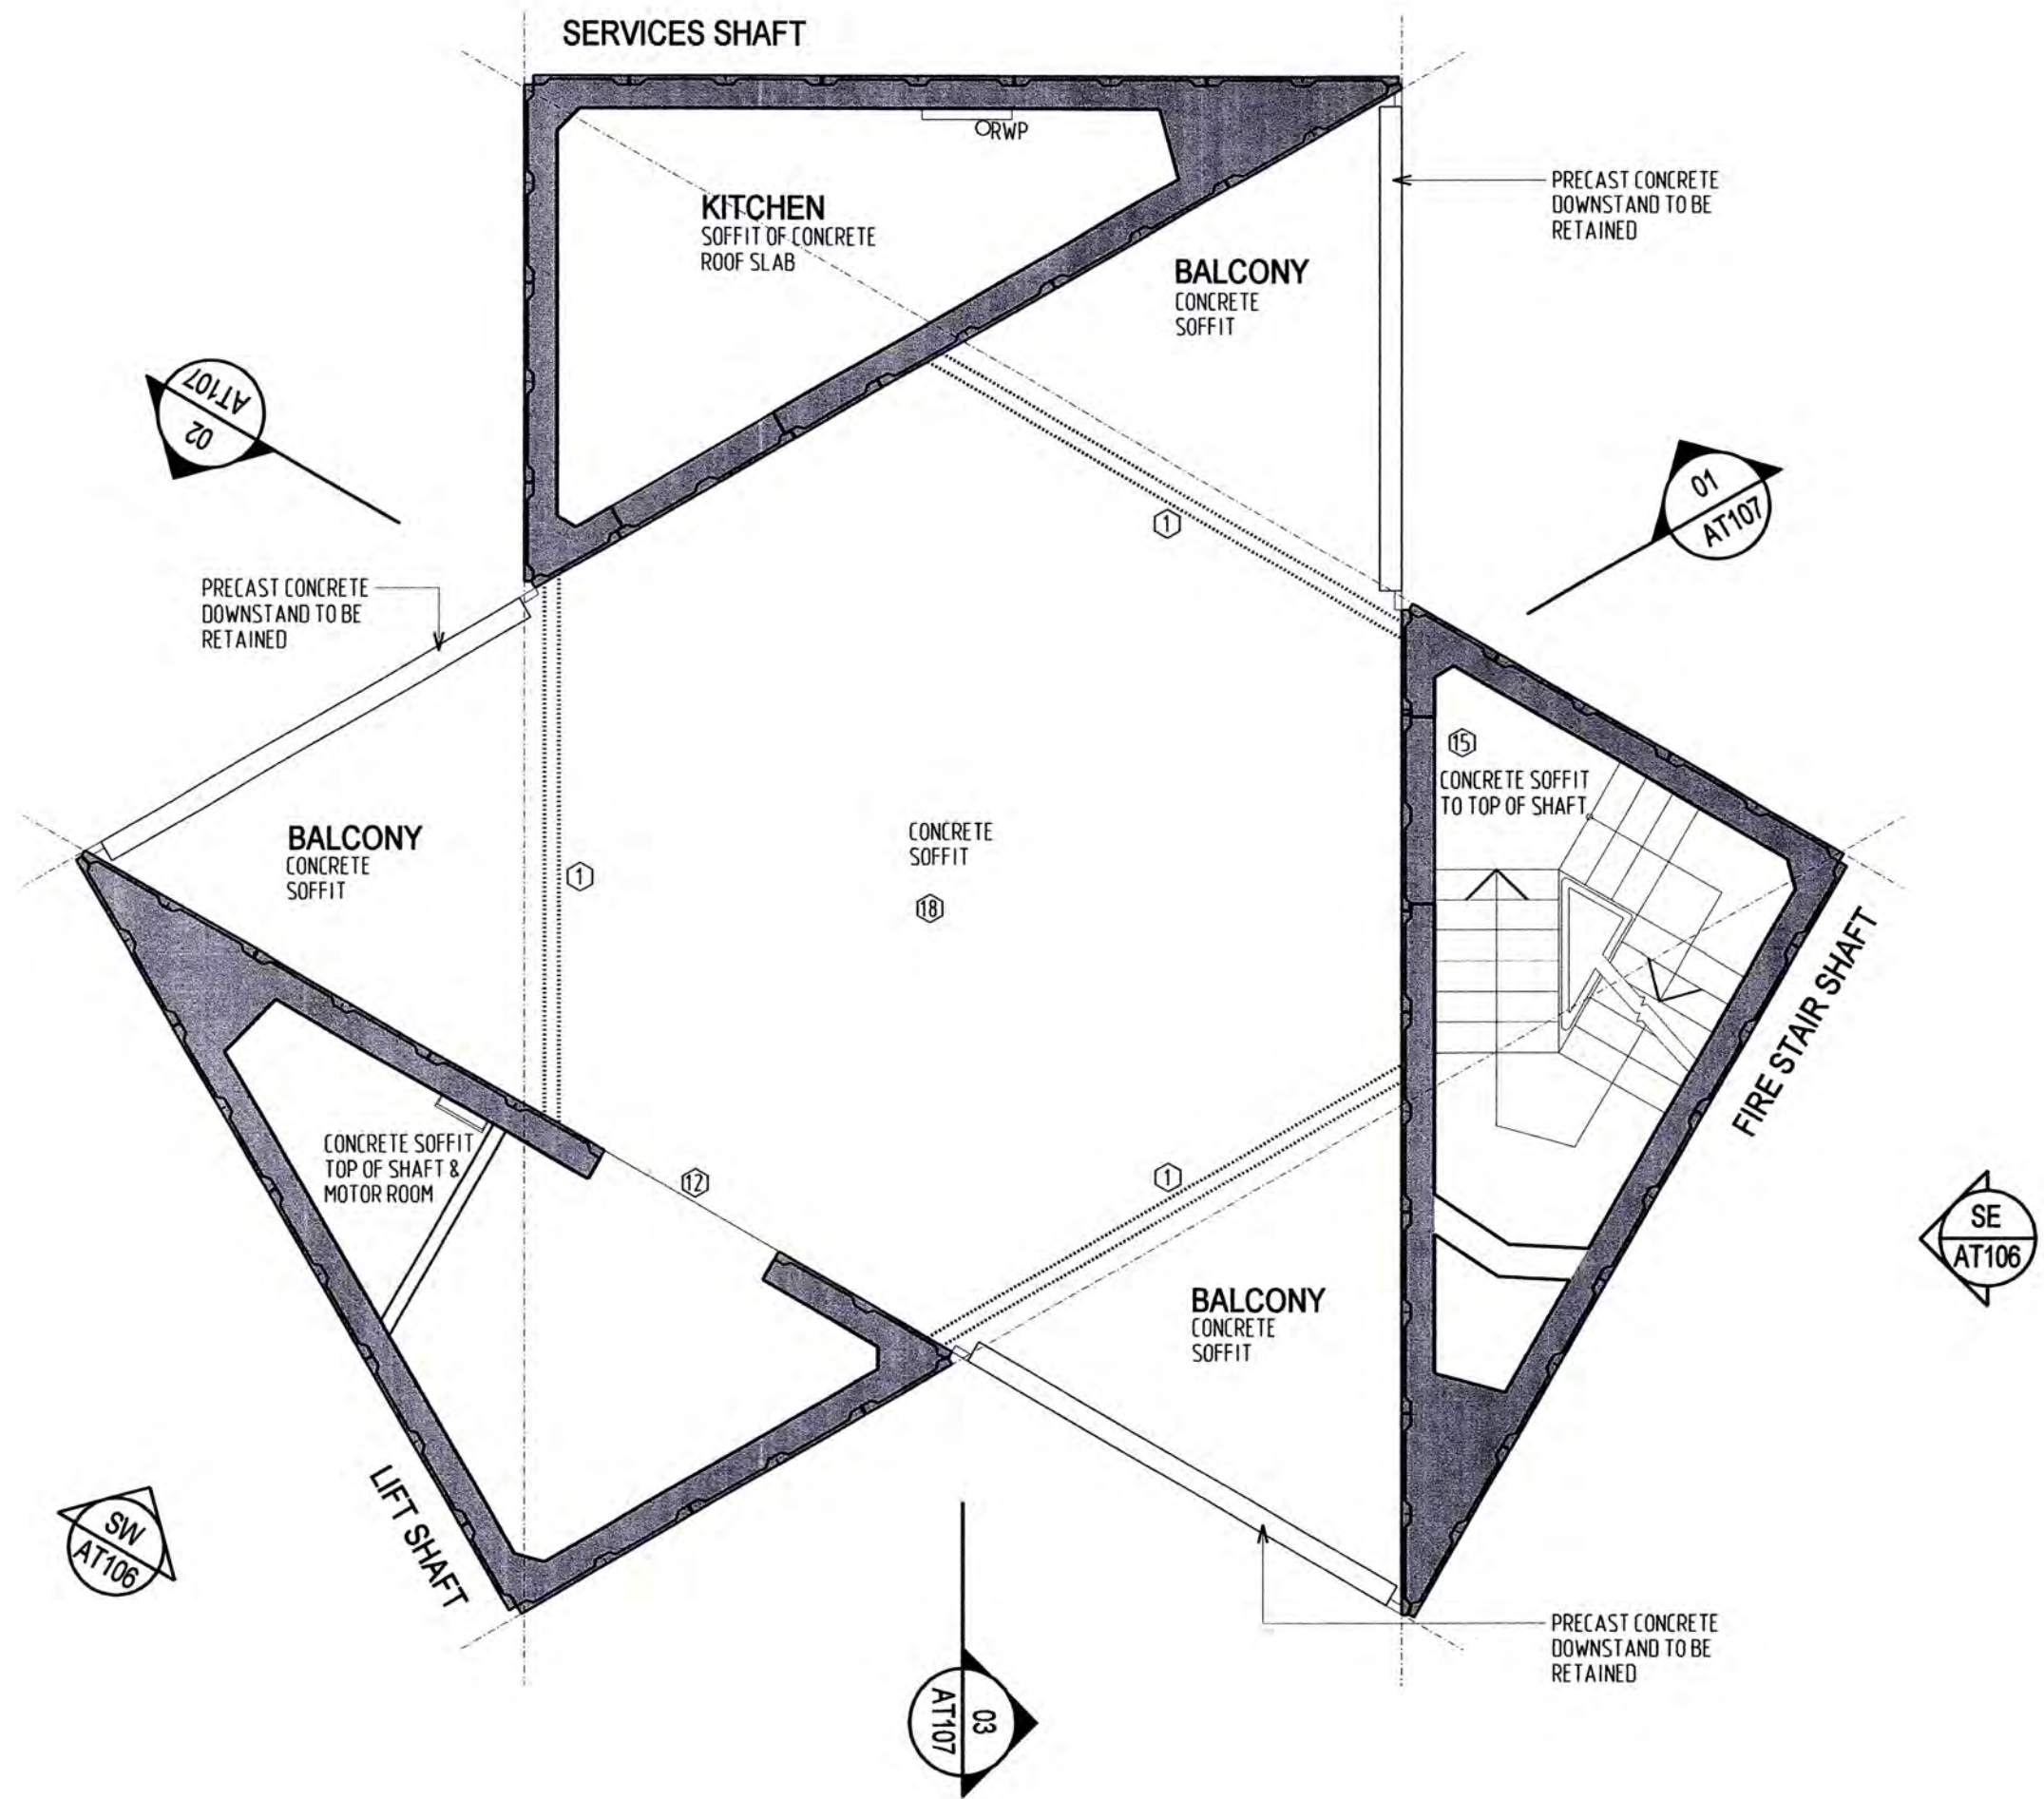 SERVICES SHAFT
RWP
KITCHEN
SOFFIT OF CONCRETE
ROOF SLAB
PRECAST CONCRETE
DOWNSTAND TO BE
RETAINED
BALCONY
CONCRETE
SOFFIT
02
AT107
01
AT107
1
PRECAST CONCRETE
DOWNSTAND TO BE
RETAINED
15
CONCRETE SOFFIT
TO TOP OF SHAFT
BALCONY
CONCRETE
SOFFIT
1
CONCRETE
SOFFIT
18
FIRE STAIR SHAFT
CONCRETE SOFFIT
TOP OF SHAFT &
MOTOR ROOM
12
1
SE
AT106
BALCONY
CONCRETE
SOFFIT
SW
AT106
LIFT SHAFT
PRECAST CONCRETE
DOWNSTAND TO BE
RETAINED
03
AT107